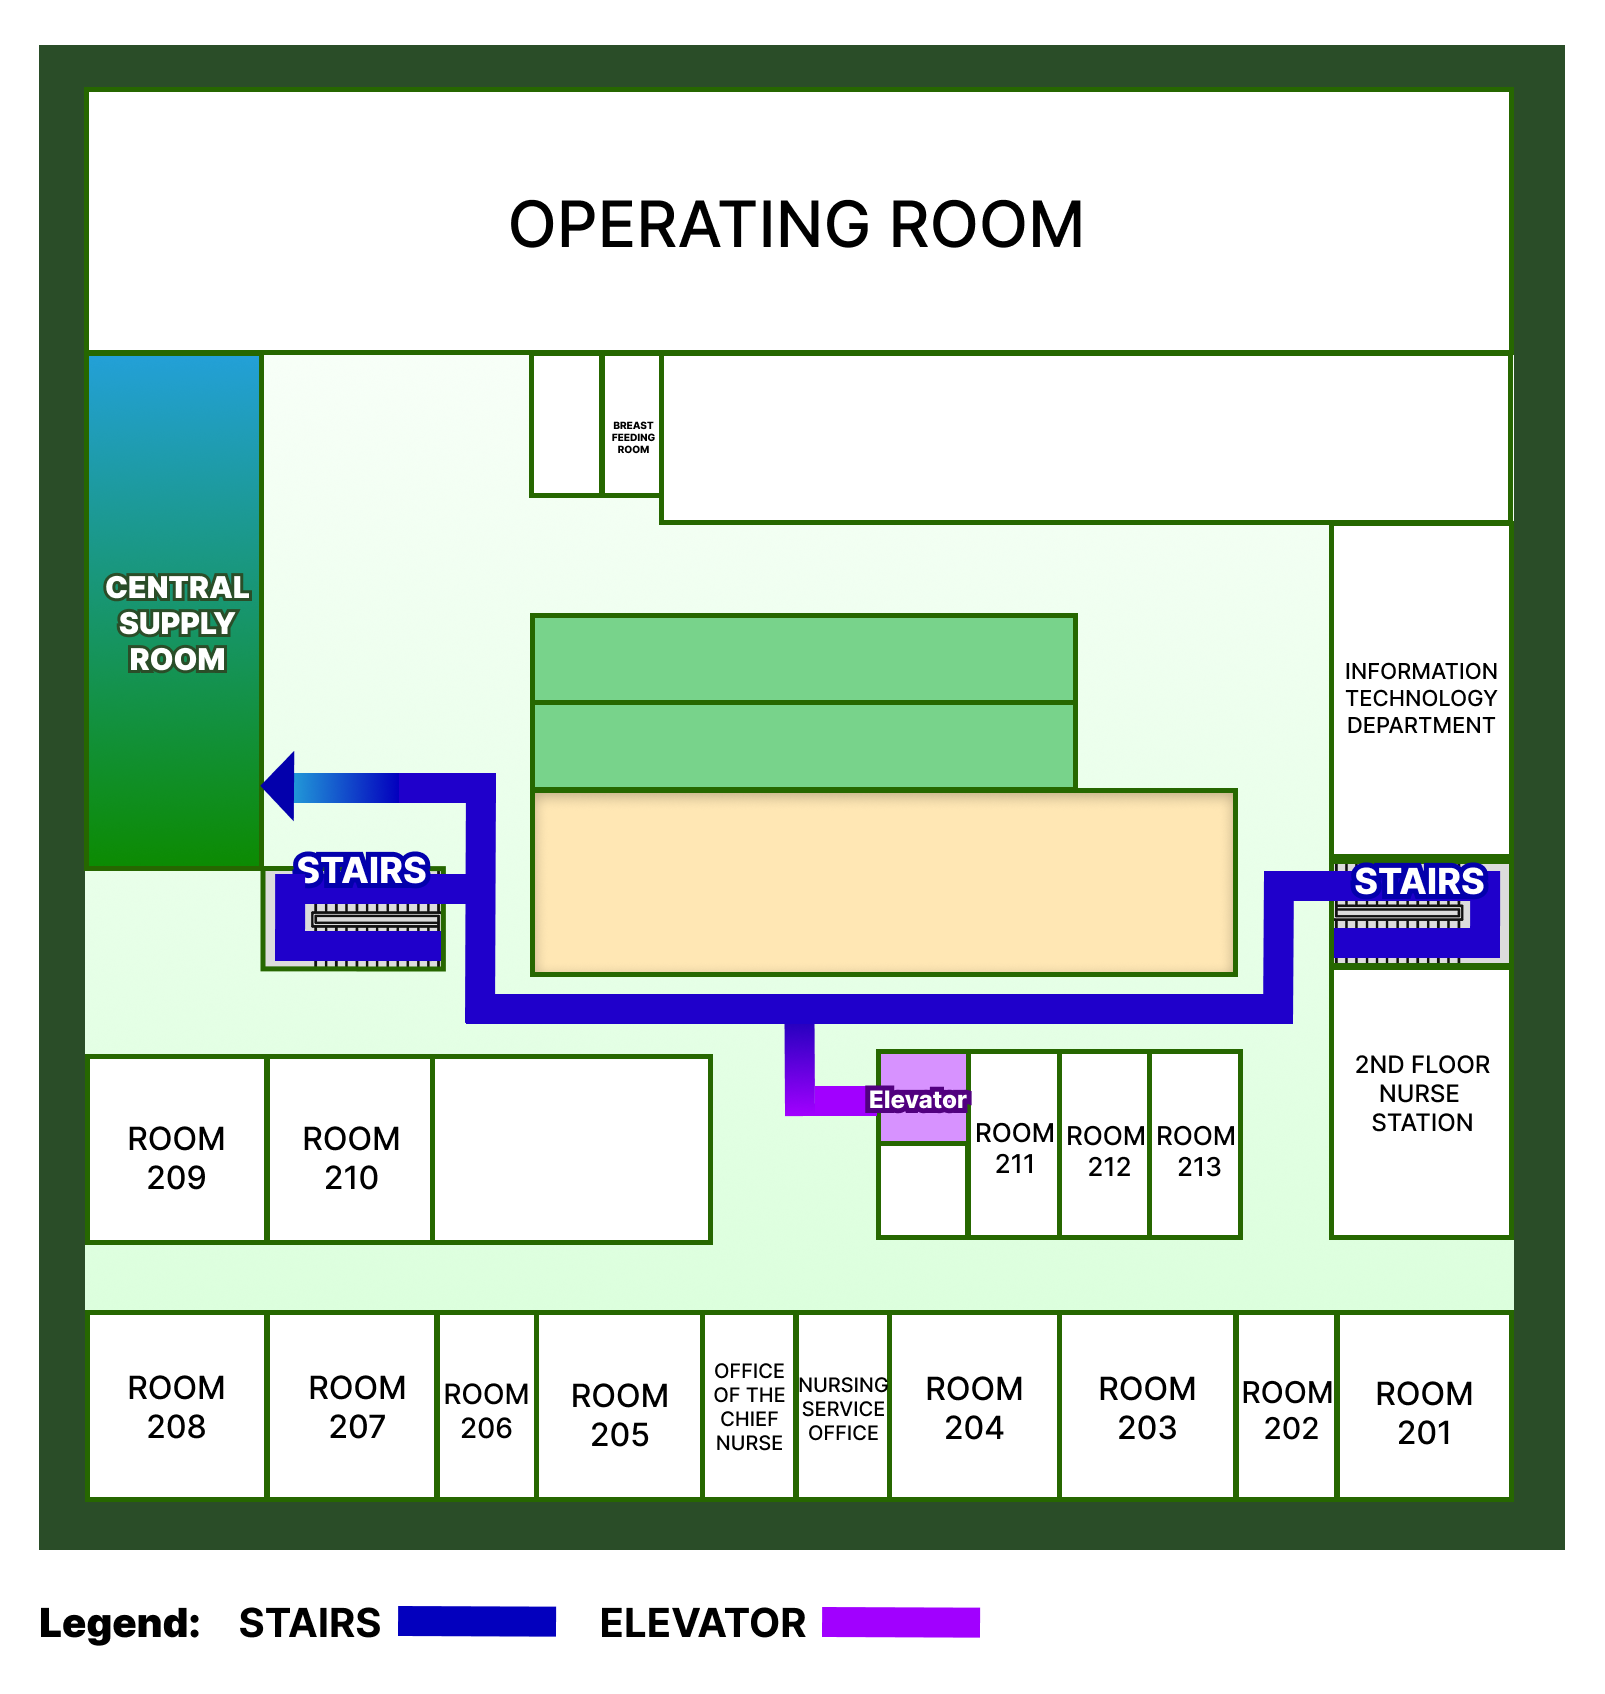 OPERATING ROOM
BREAST
FEEDING
ROOM
CENTRAL
SUPPLY
ROOM
INFORMATION
TECHNOLOGY
DEPARTMENT
STAIRS
STAIRS
2ND FLOOR
NURSE
STATION
Elevator
ROOM
209
ROOM
210
ROOM
211
ROOM
212
ROOM
213
ROOM
208
ROOM
207
ROOM
206
ROOM
205
OFFICE
OF THE
CHIEF
NURSE
NURSING
SERVICE
OFFICE
ROOM
204
ROOM
203
ROOM
202
ROOM
201
Legend: STAIRS ELEVATOR